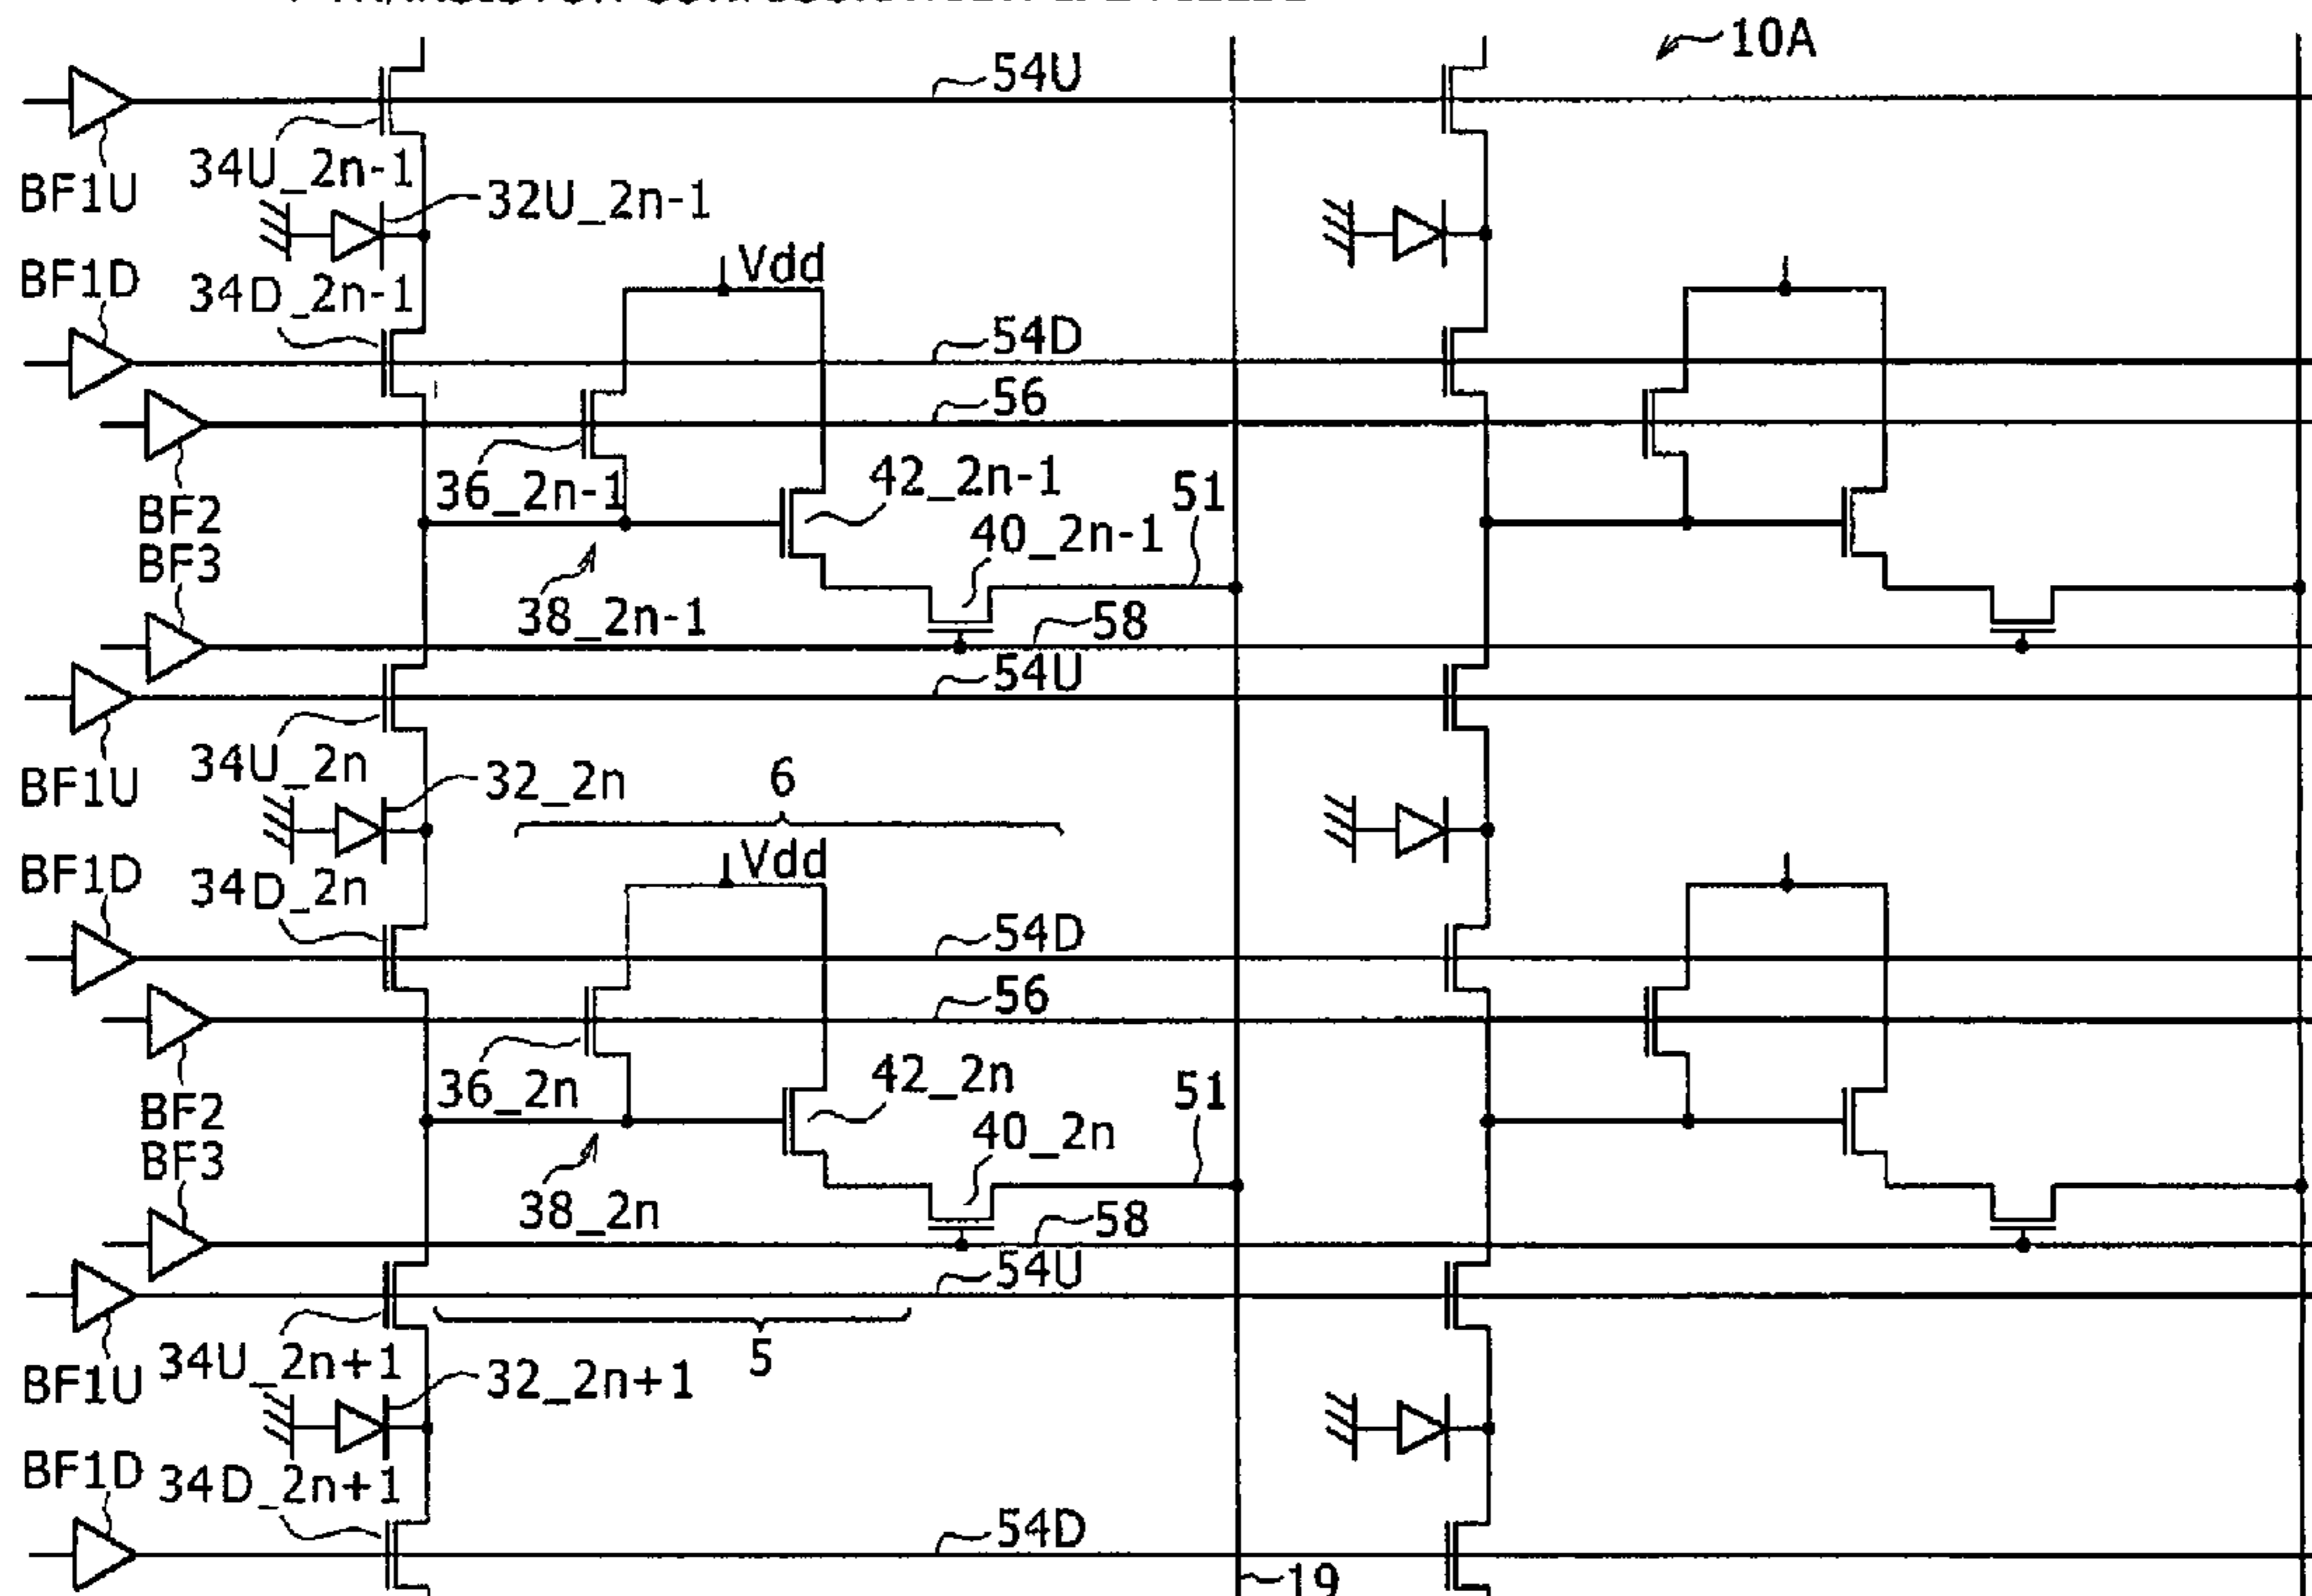 10A
54U
34U_2n-1
BF1U
32U_2n-1
BF1D
34D_2n-1
Vdd
54D
56
36_2n-1
42_2n-1
51
BF2
40_2n-1
BF3
38_2n-1
58
54U
34U_2n
BF1U
32_2n
6
Vdd
BF1D
34D_2n
54D
56
36_2n
42_2n
51
BF2
40_2n
BF3
38_2n
58
54U
5
34U_2n+1
BF1U
32_2n+1
BF1D
34D_2n+1
54D
19